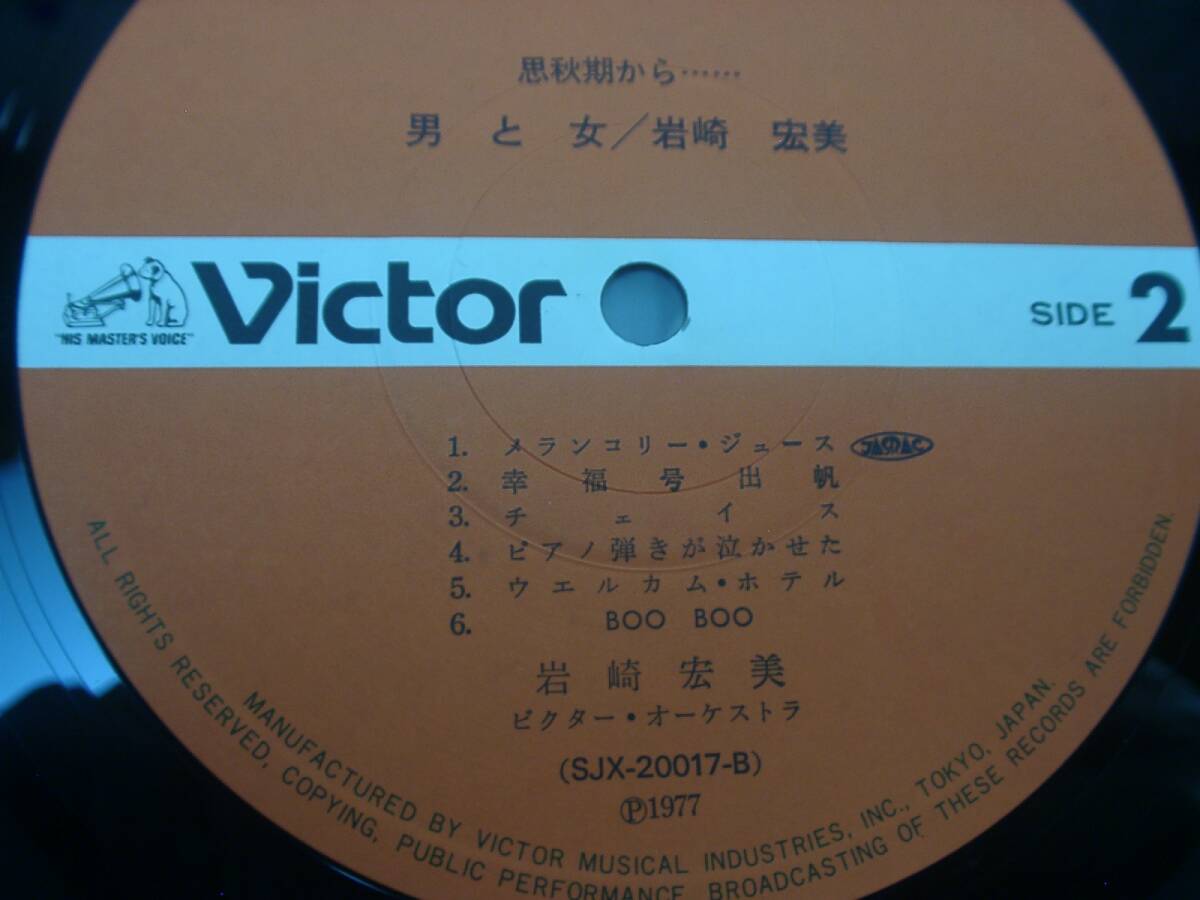 思秋期から……
男と女／岩崎 宏美
"HIS MASTER'S VOICE"
Victor
SIDE 2
1. メランコリー・ジュース JASRAC
2. 幸福号出帆
3. チェイス
4. ピアノ弾きが泣かせた
5. ウエルカム・ホテル
6. BOO BOO
岩崎宏美
ビクター・オーケストラ
(SJX-20017-B)
Ⓟ1977
MANUFACTURED BY VICTOR MUSICAL INDUSTRIES, INC., TOKYO, JAPAN.
ALL RIGHTS RESERVED, COPYING, PUBLIC PERFORMANCE, BROADCASTING OF THESE RECORDS ARE FORBIDDEN.